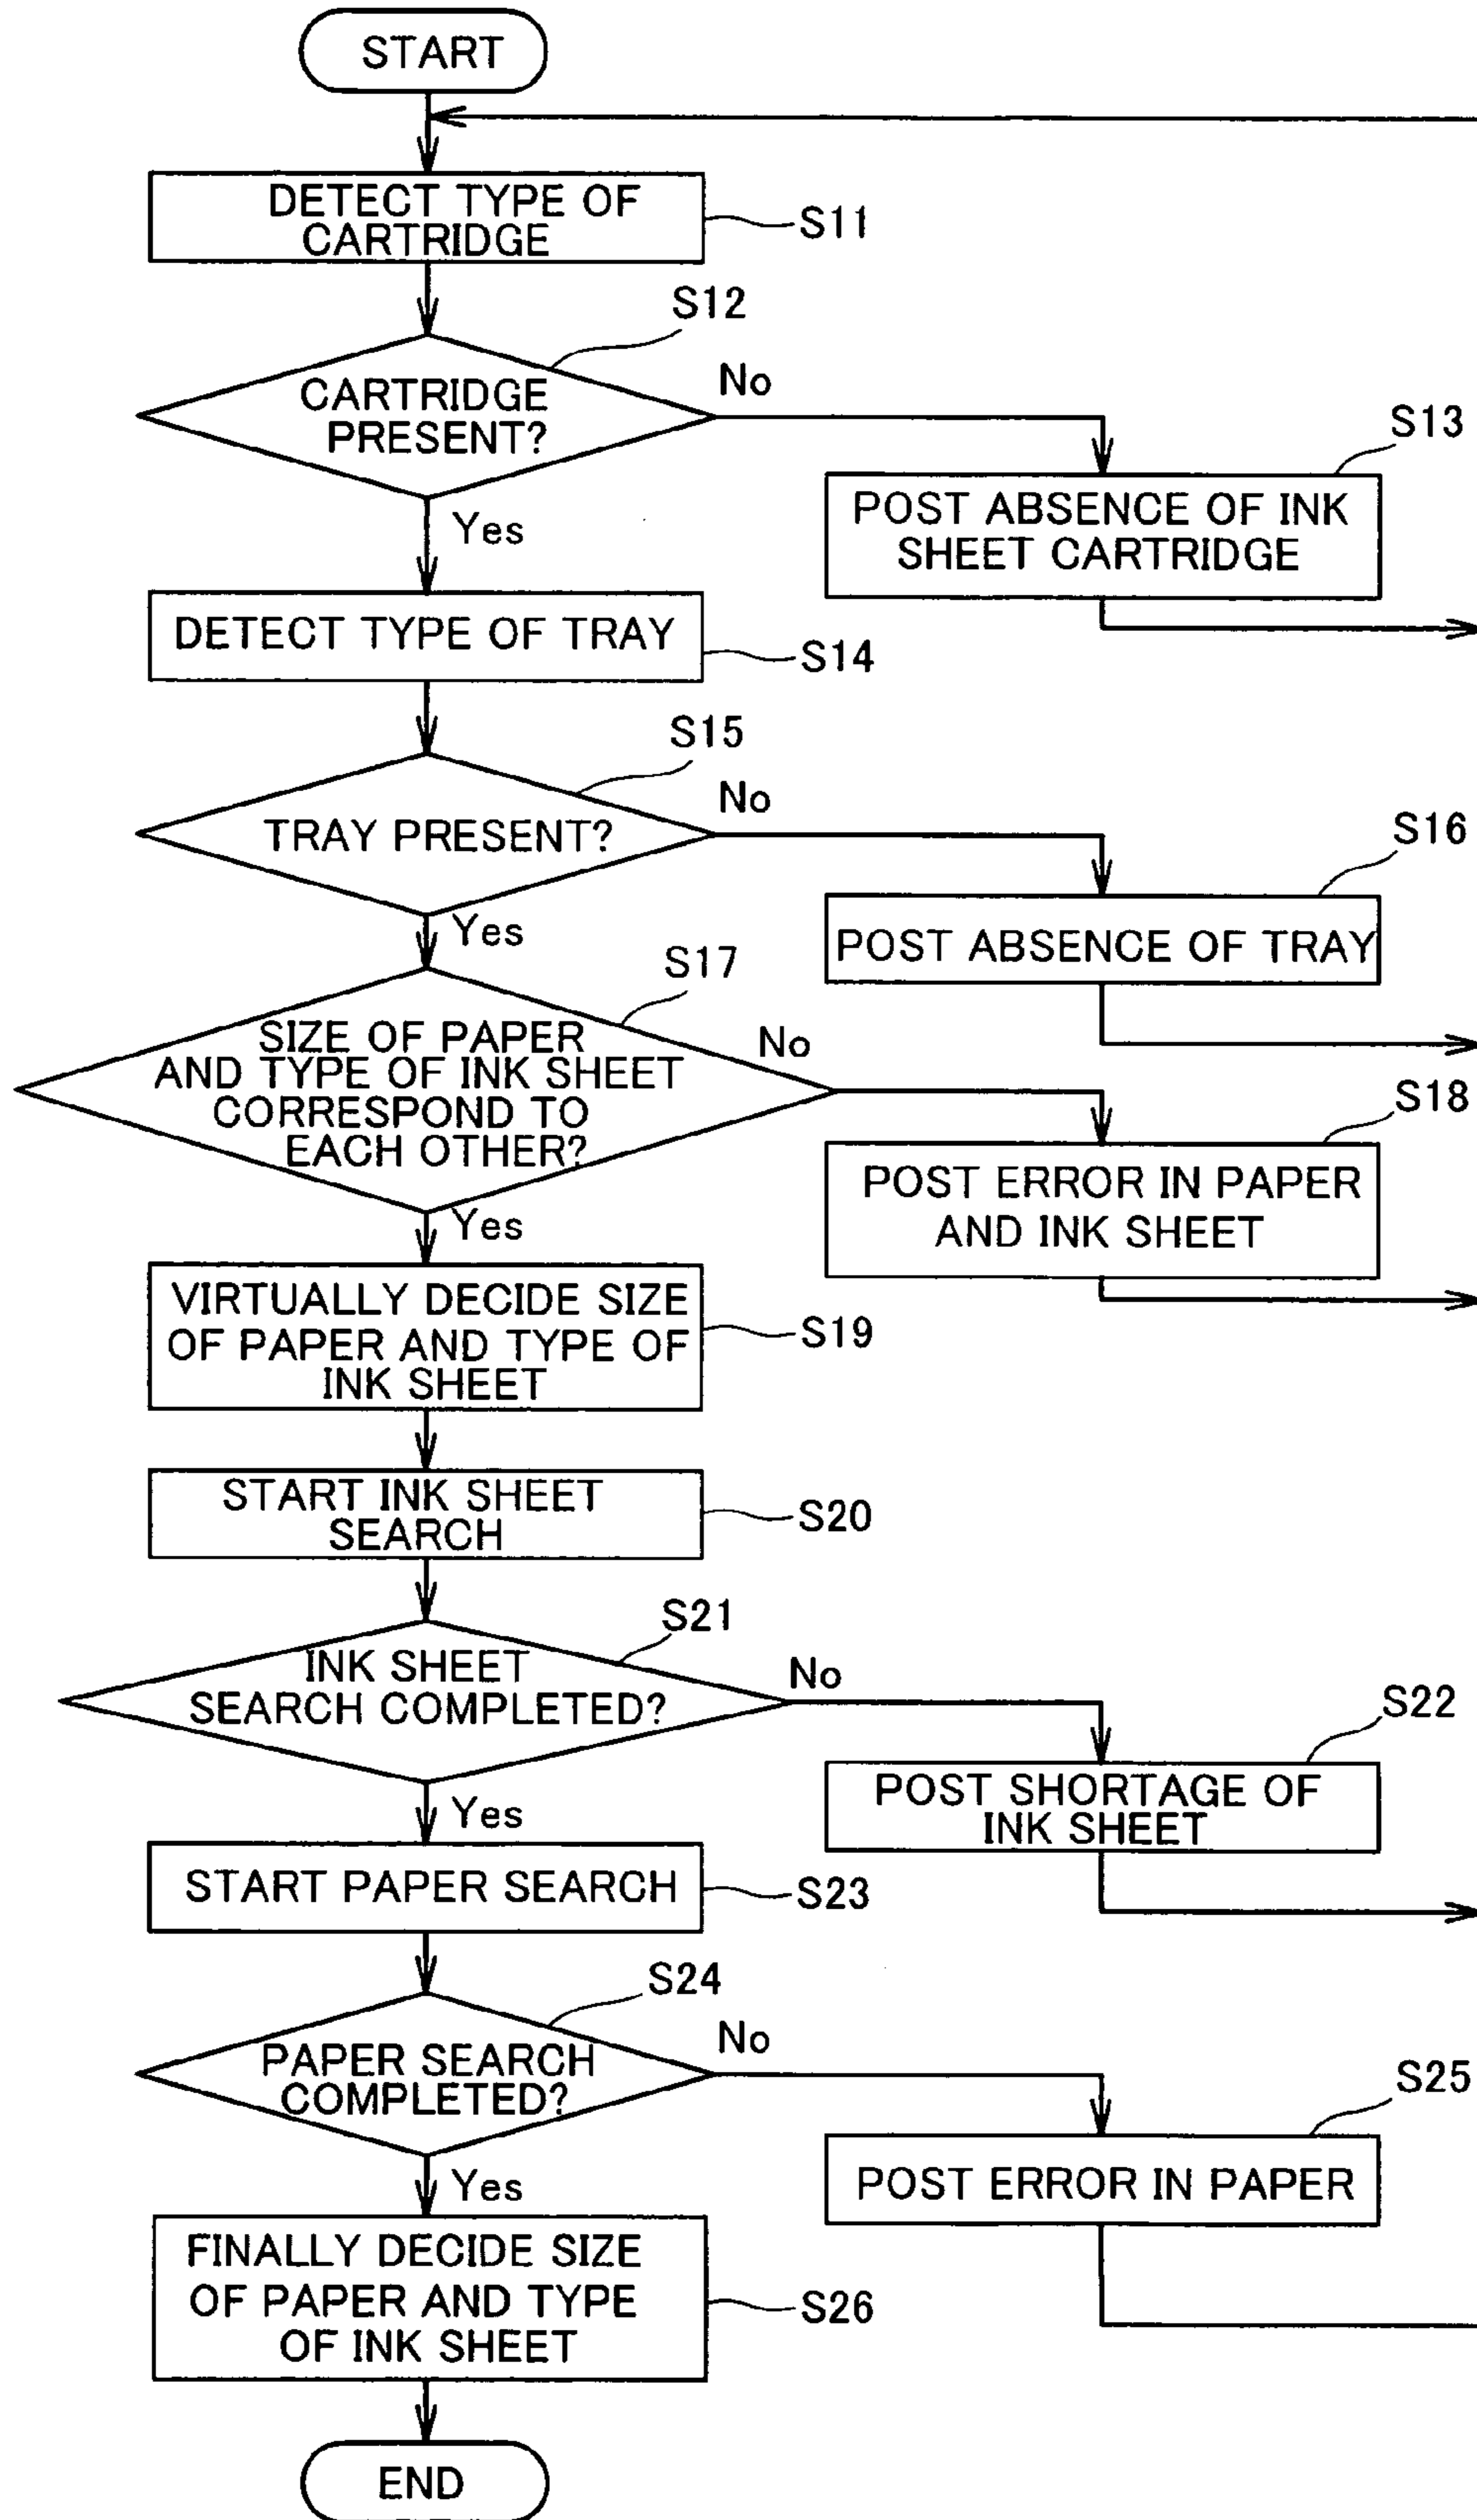 START
DETECT TYPE OF
CARTRIDGE
S11
S12
CARTRIDGE
PRESENT?
No
Yes
S13
POST ABSENCE OF INK
SHEET CARTRIDGE
DETECT TYPE OF TRAY
S14
S15
TRAY PRESENT?
No
Yes
S16
POST ABSENCE OF TRAY
S17
SIZE OF PAPER
AND TYPE OF INK SHEET
CORRESPOND TO
EACH OTHER?
No
Yes
S18
POST ERROR IN PAPER
AND INK SHEET
VIRTUALLY DECIDE SIZE
OF PAPER AND TYPE OF
INK SHEET
S19
START INK SHEET
SEARCH
S20
S21
INK SHEET
SEARCH COMPLETED?
No
Yes
S22
POST SHORTAGE OF
INK SHEET
START PAPER SEARCH
S23
S24
PAPER SEARCH
COMPLETED?
No
Yes
S25
POST ERROR IN PAPER
FINALLY DECIDE SIZE
OF PAPER AND TYPE
OF INK SHEET
S26
END